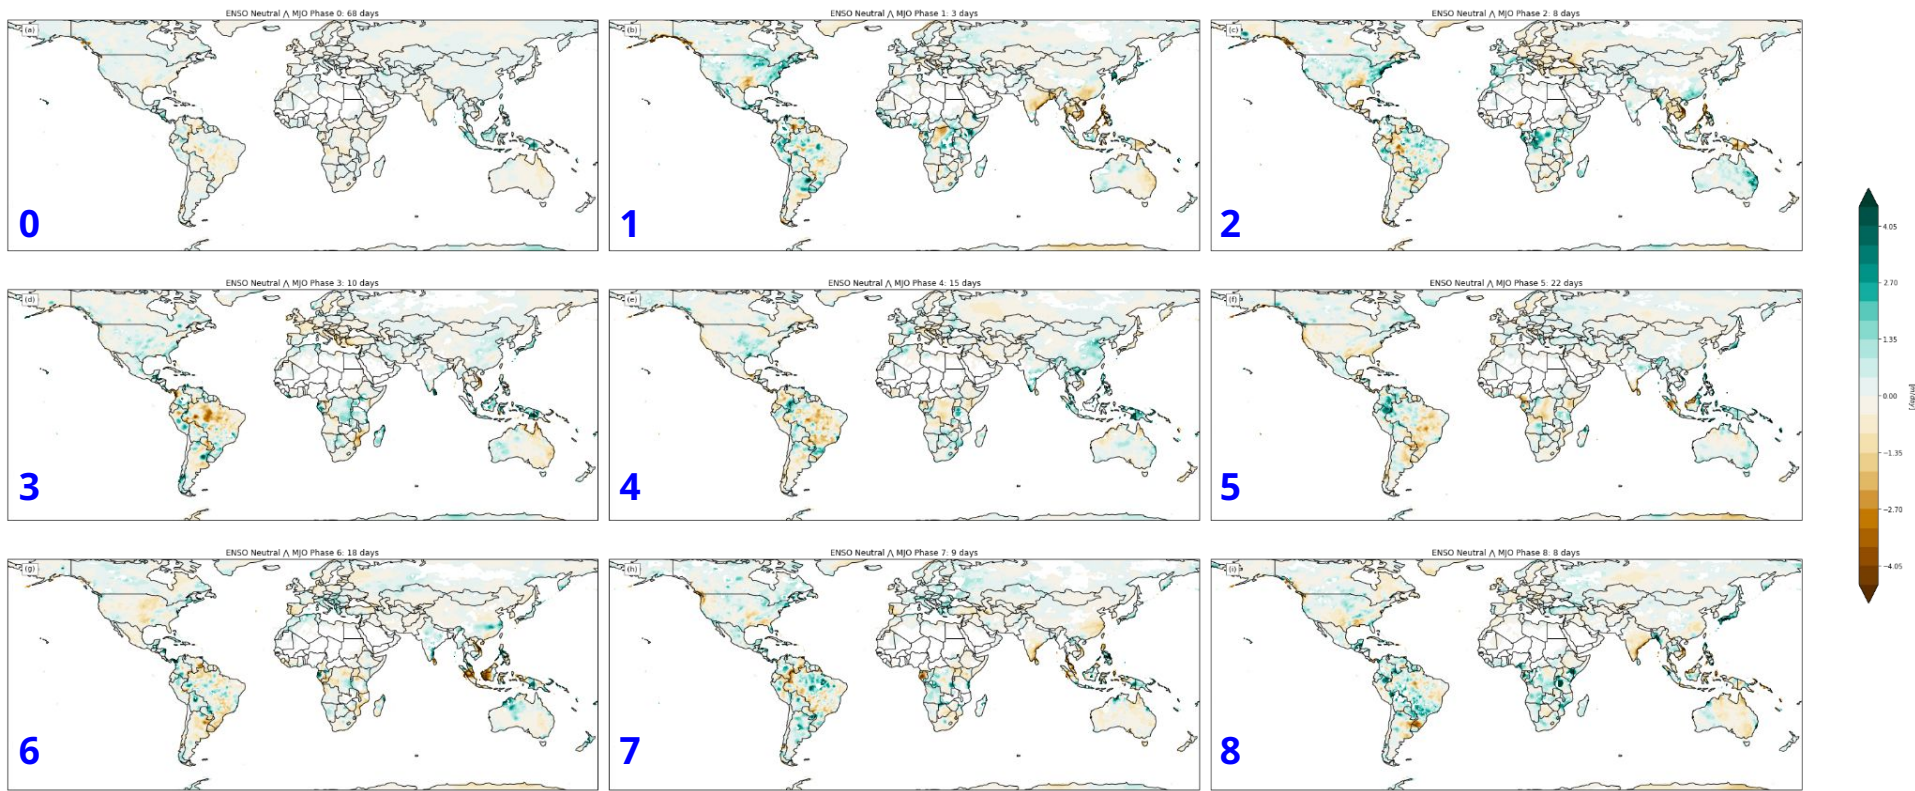 ENSO Neutral ⋀ MJO Phase 0: 68 days
(a)
0
ENSO Neutral ⋀ MJO Phase 1: 3 days
(b)
1
ENSO Neutral ⋀ MJO Phase 2: 8 days
(c)
2
ENSO Neutral ⋀ MJO Phase 3: 10 days
(d)
3
ENSO Neutral ⋀ MJO Phase 4: 15 days
(e)
4
ENSO Neutral ⋀ MJO Phase 5: 22 days
(f)
5
ENSO Neutral ⋀ MJO Phase 6: 18 days
(g)
6
ENSO Neutral ⋀ MJO Phase 7: 9 days
(h)
7
ENSO Neutral ⋀ MJO Phase 8: 8 days
(i)
8
4.05
2.70
1.35
0.00
−1.35
−2.70
−4.05